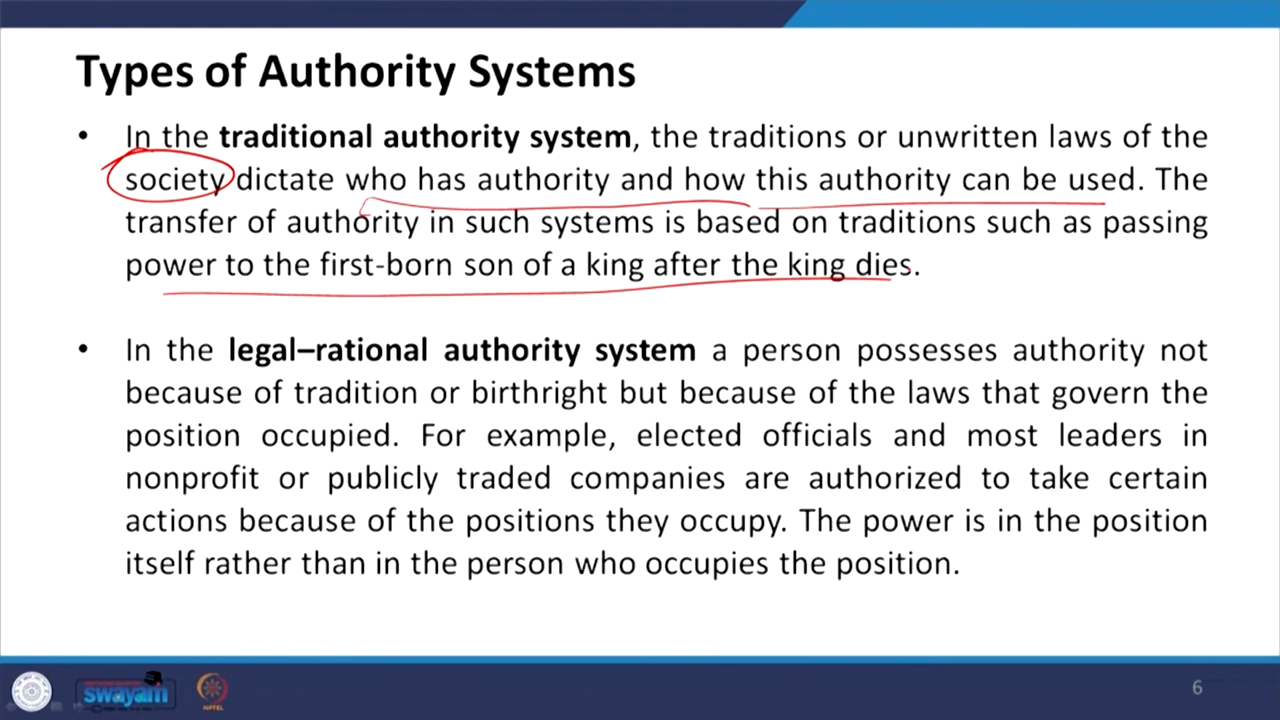 Types of Authority Systems
• In the traditional authority system, the traditions or unwritten laws of the
society dictate who has authority and how this authority can be used. The
transfer of authority in such systems is based on traditions such as passing
power to the first-born son of a king after the king dies.
• In the legal–rational authority system a person possesses authority not
because of tradition or birthright but because of the laws that govern the
position occupied. For example, elected officials and most leaders in
nonprofit or publicly traded companies are authorized to take certain
actions because of the positions they occupy. The power is in the position
itself rather than in the person who occupies the position.
swayam
NPTEL
6